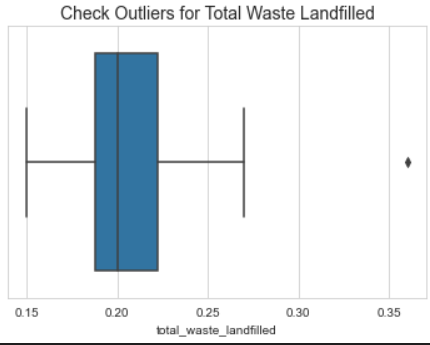 Check Outliers for Total Waste Landfilled
0.15 0.20 0.25 0.30 0.35
total_waste_landfilled